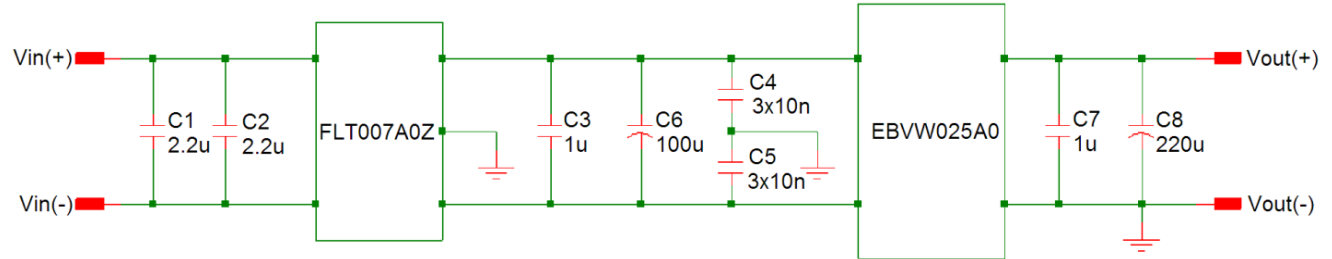 Vin(+)
Vin(-)
C1
2.2u
C2
2.2u
FLT007A0Z
C3
1u
C6
100u
C4
3x10n
C5
3x10n
EBVW025A0
C7
1u
C8
220u
Vout(+)
Vout(-)